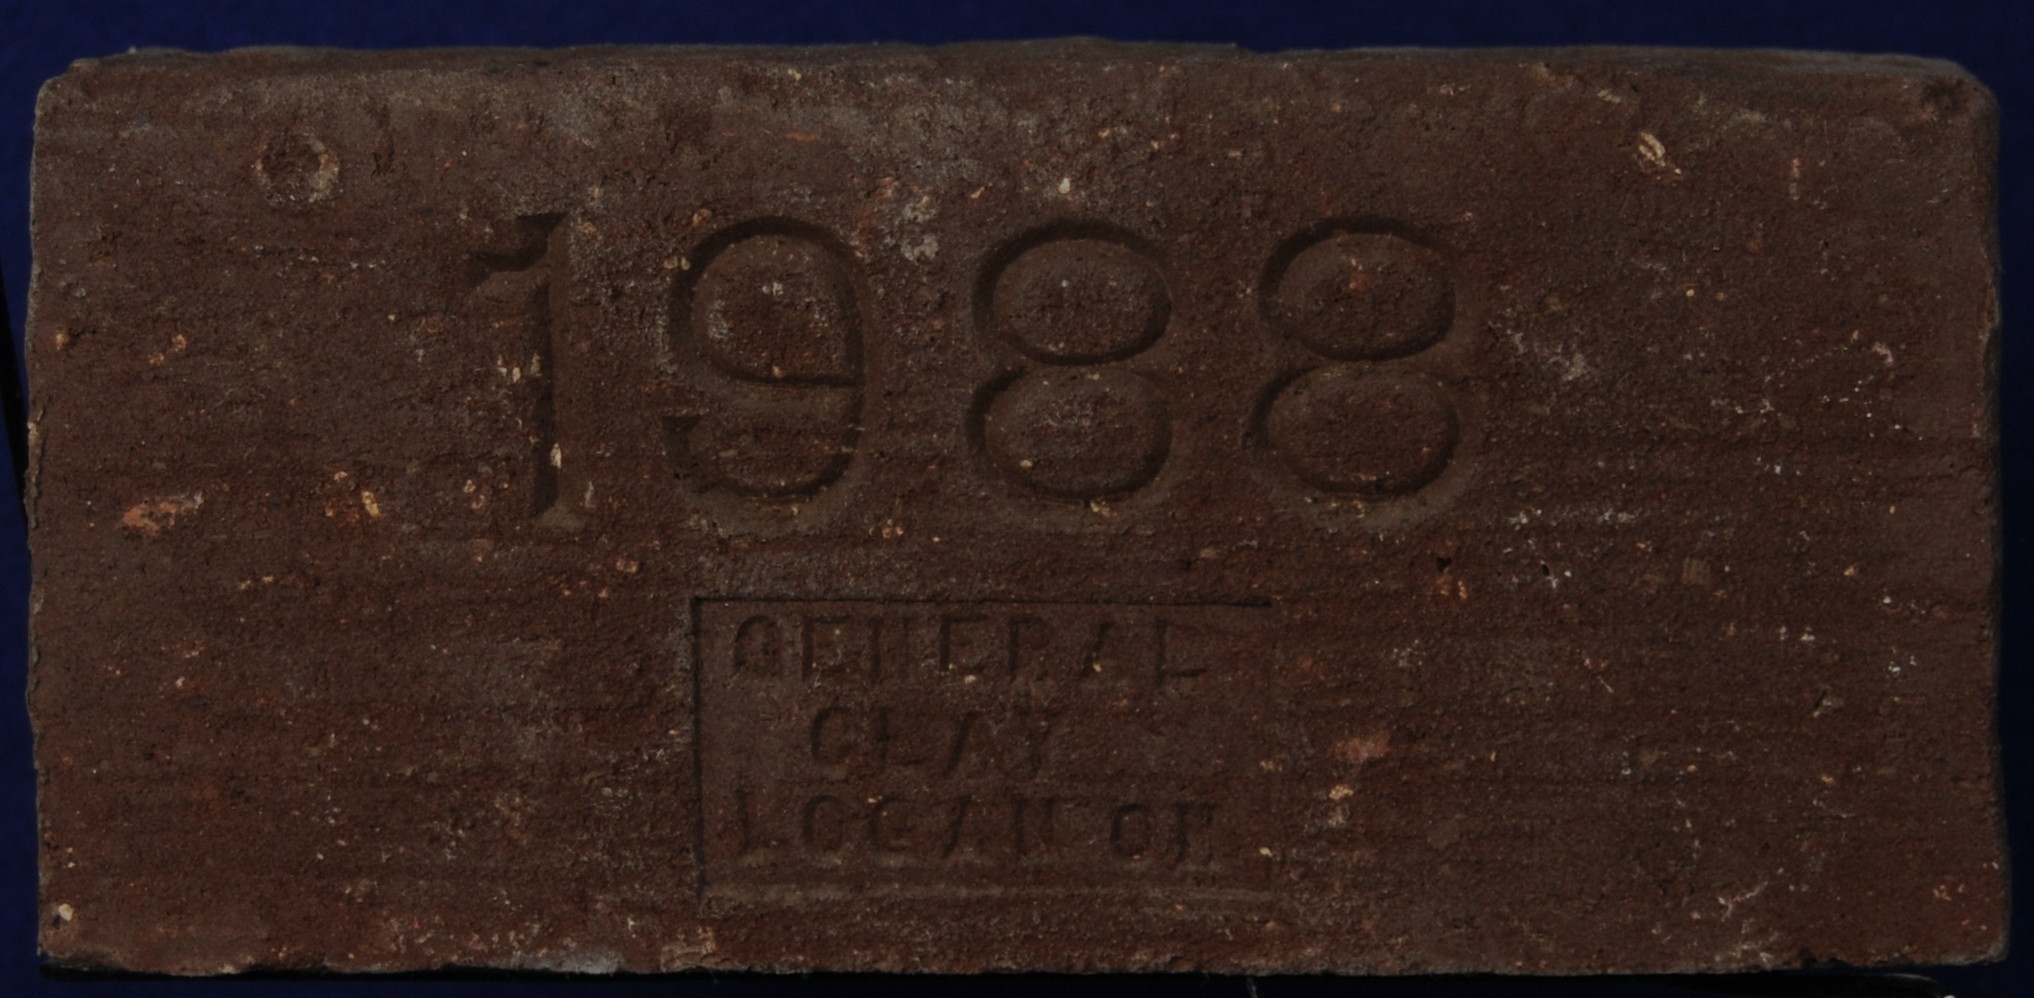 1988
GENERAL
CLAY
LOGAN OH